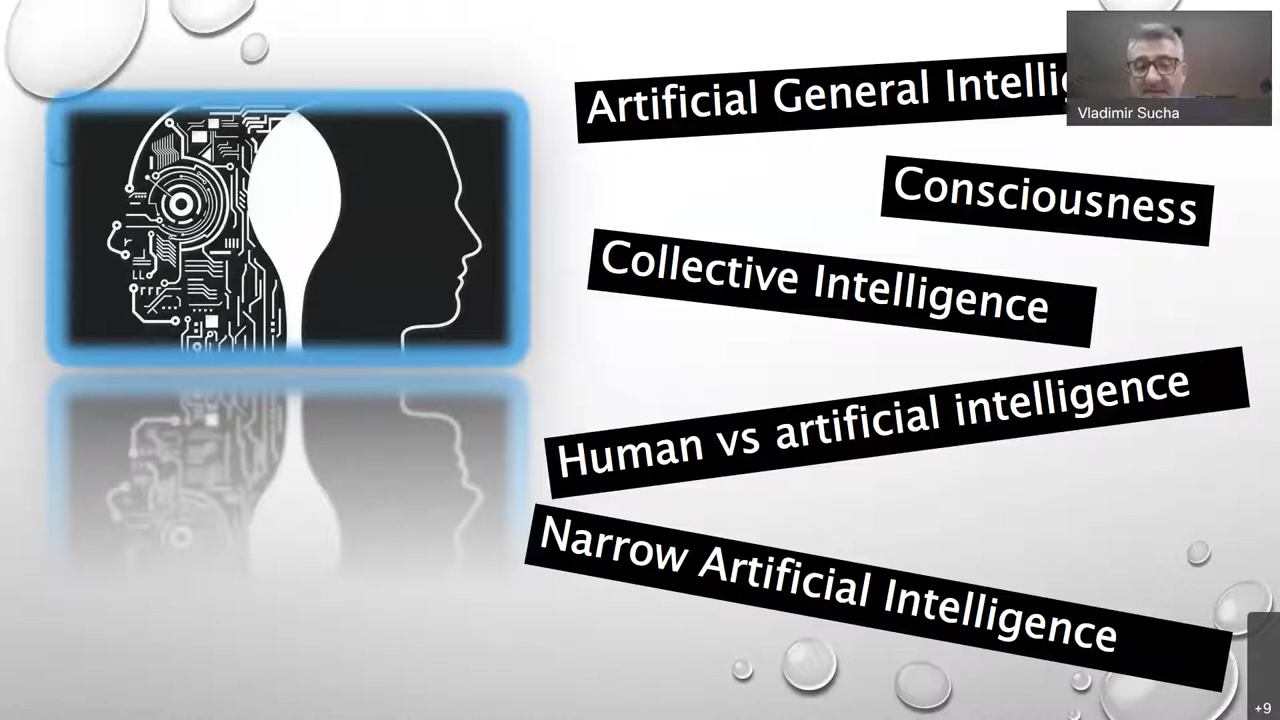 Artificial General Intellig
Vladimir Sucha
Consciousness
Collective Intelligence
Human vs artificial intelligence
Narrow Artificial Intelligence
+9